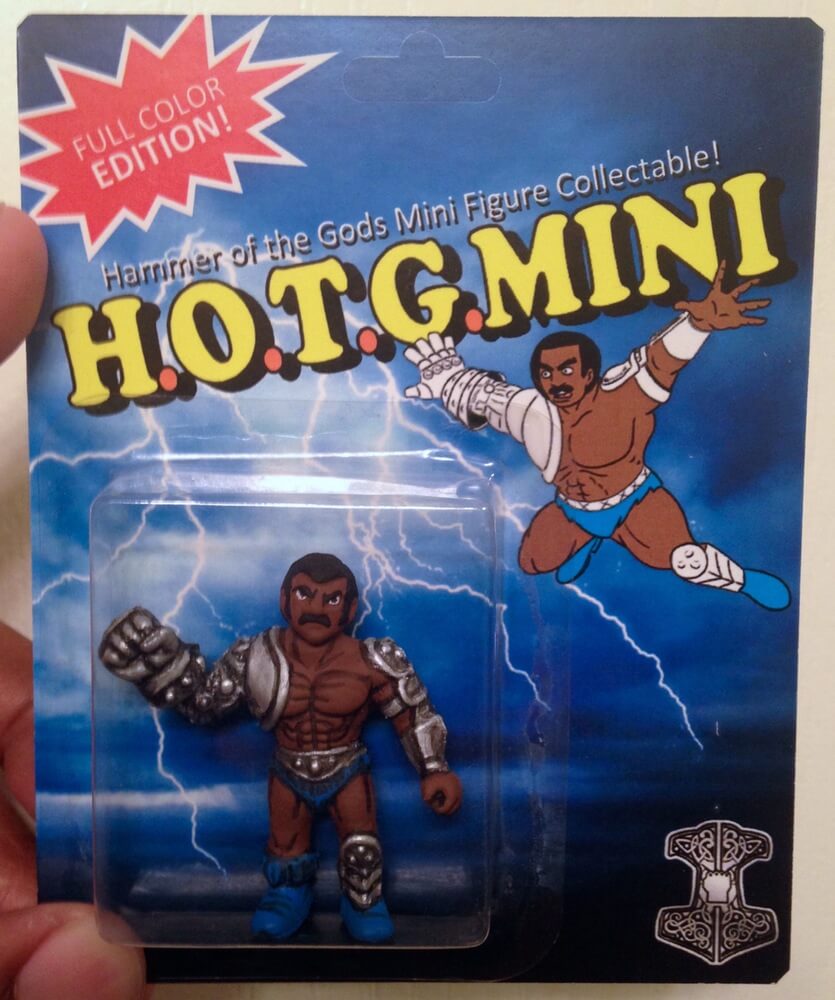 FULL COLOR
EDITION!
Hammer of the Gods Mini Figure Collectable!
H.O.T.G.MINI